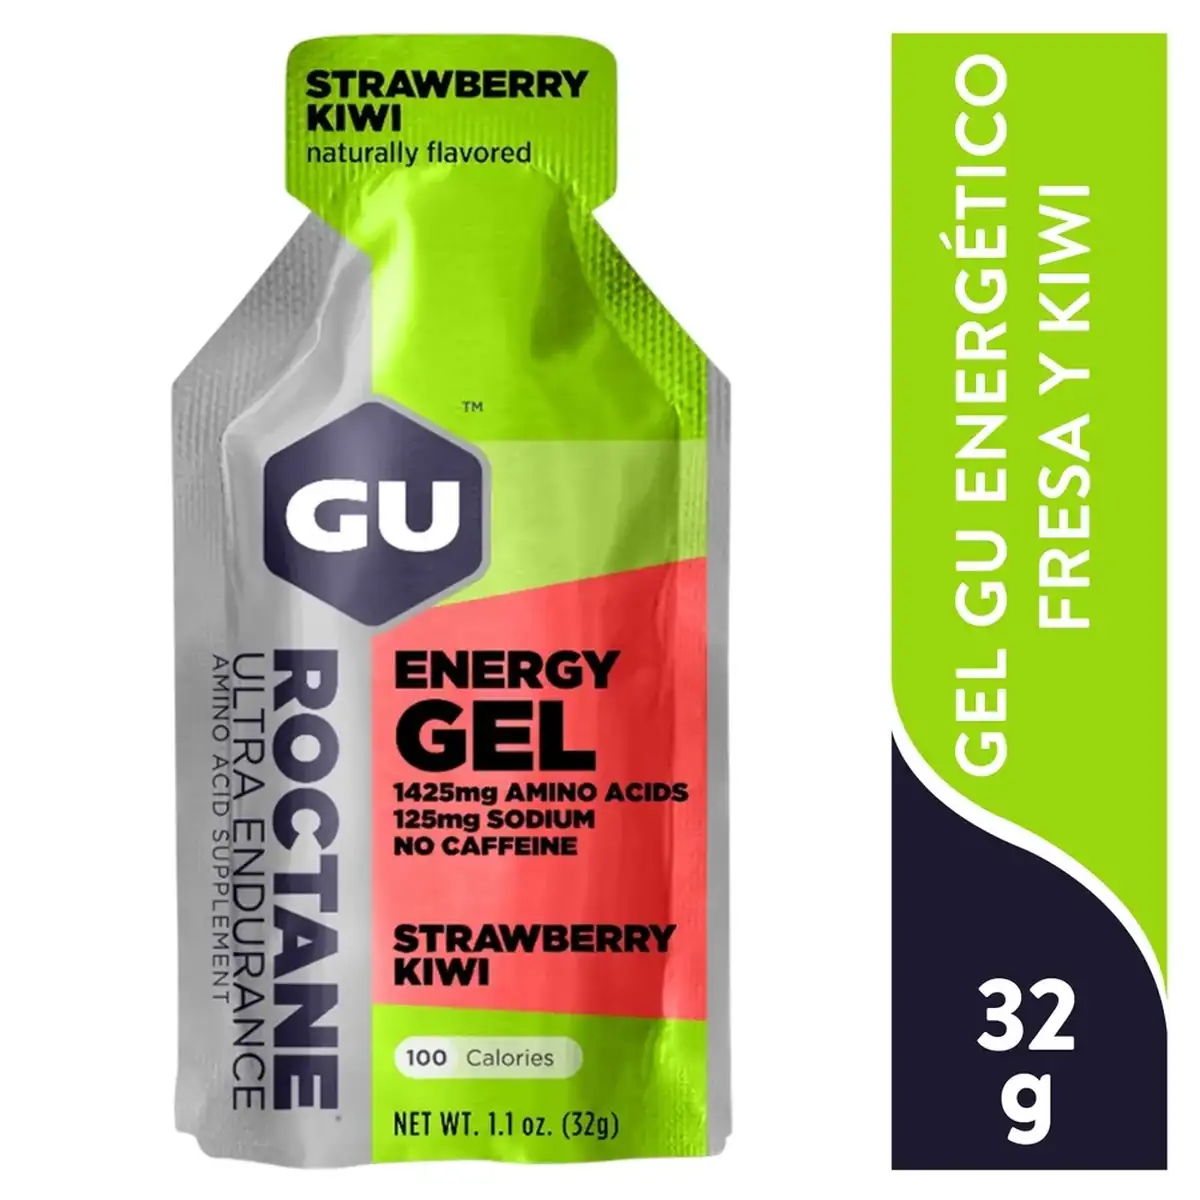 STRAWBERRY
KIWI
naturally flavored
TM
GU
ROCTANE
ULTRA ENDURANCE
AMINO ACID SUPPLEMENT
ENERGY
GEL
1425mg AMINO ACIDS
125mg SODIUM
NO CAFFEINE
STRAWBERRY
KIWI
100 Calories
NET WT. 1.1 oz. (32g)
GEL GU ENERGÉTICO
FRESA Y KIWI
32
g